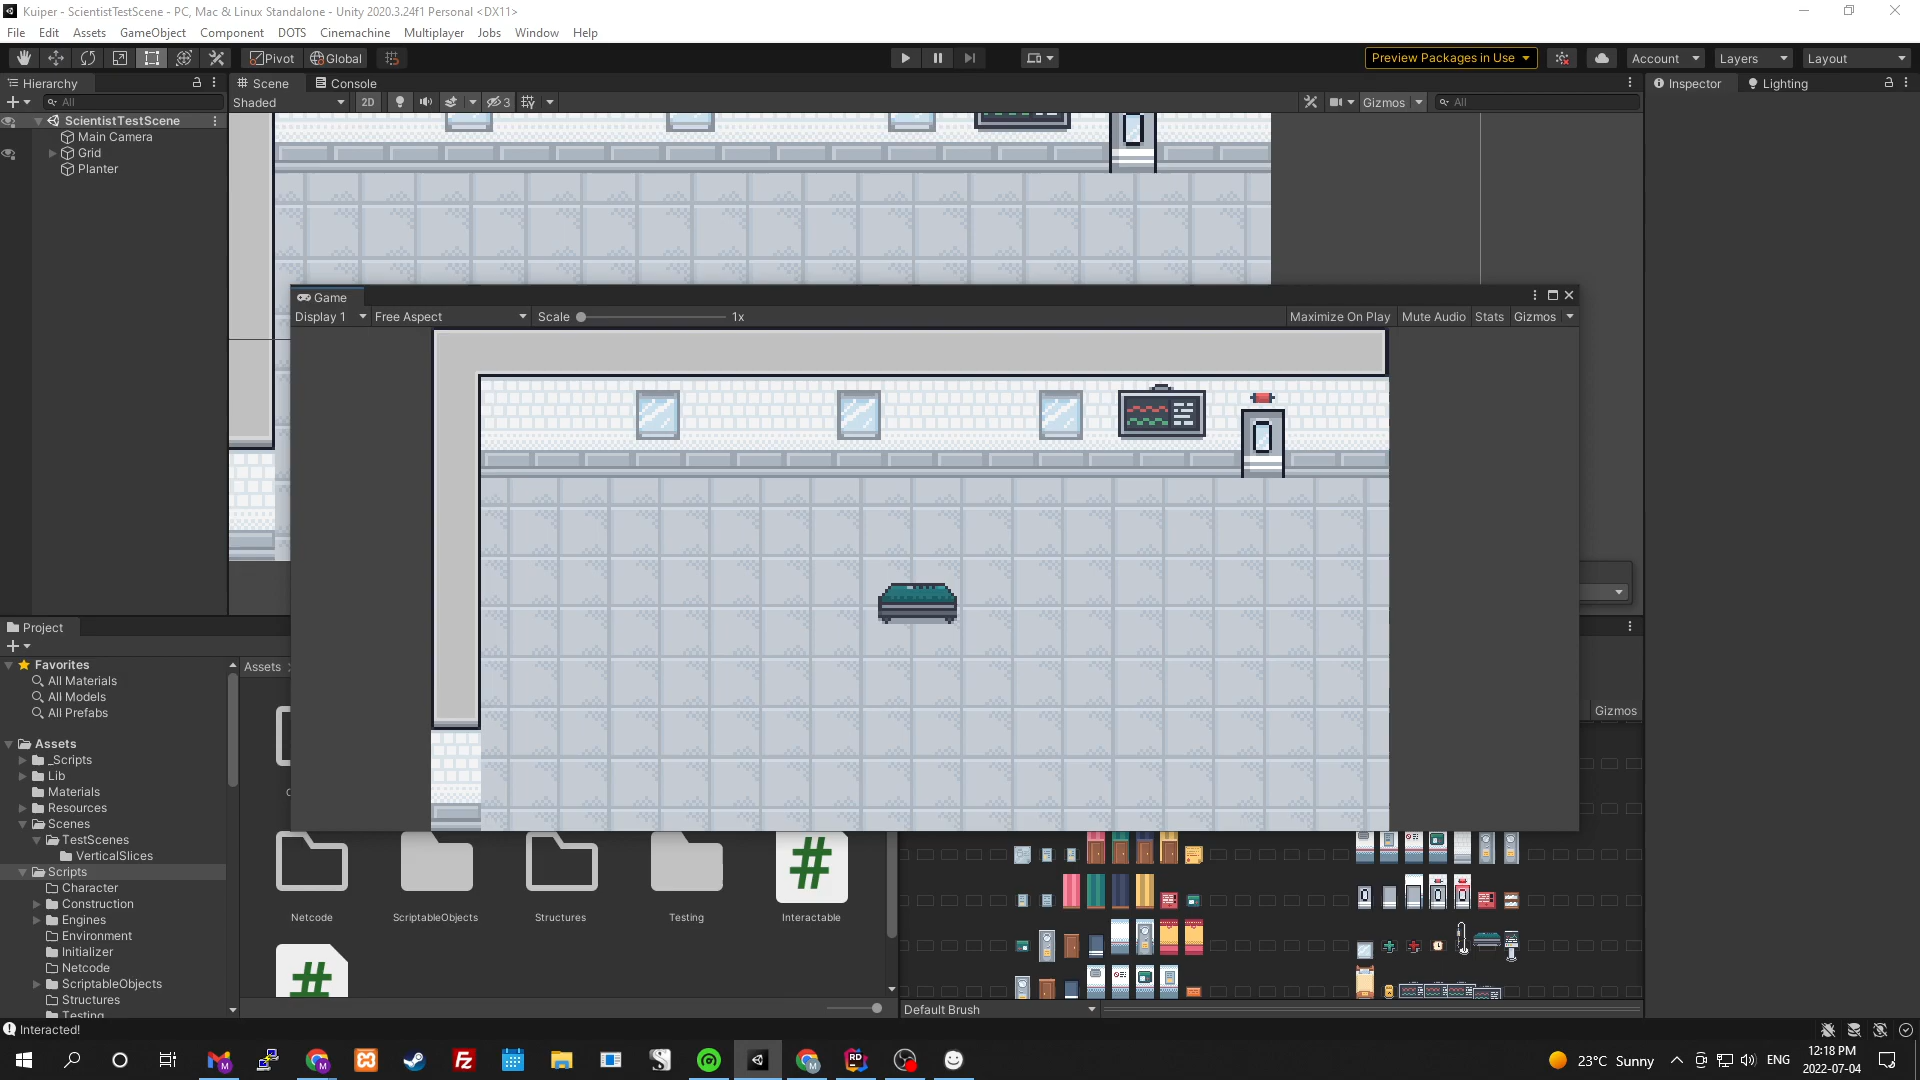 Kuiper - ScientistTestScene - PC, Mac & Linux Standalone - Unity 2020.3.24f1 Personal <DX11>
File Edit Assets GameObject Component DOTS Cinemachine Multiplayer Jobs Window Help
Pivot Global Preview Packages in Use Account Layers Layout
Hierarchy Scene Console Inspector Lighting
All Shaded 2D 3 Gizmos All
ScientistTestScene
Main Camera
Grid
Planter
Game
Display 1 Free Aspect Scale 1x Maximize On Play Mute Audio Stats Gizmos
Project
Favorites Assets
All Materials
All Models
All Prefabs
Gizmos
Assets
_Scripts
Lib
Materials
Resources
Scenes
TestScenes
VerticalSlices
Scripts
Character
Construction
Engines
Environment
Initializer
Netcode
ScriptableObjects
Structures
Testing
Netcode ScriptableObjects Structures Testing Interactable
Default Brush
Interacted!
23°C Sunny ENG 12:18 PM
2022-07-04